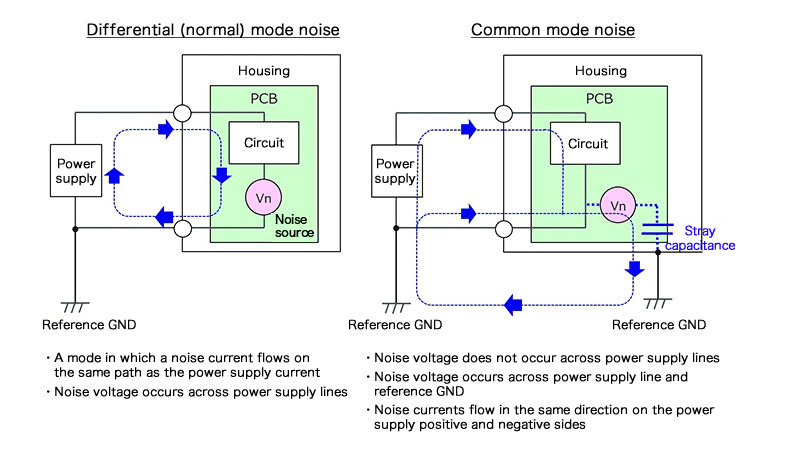 Differential (normal) mode noise
Housing
PCB
Circuit
Power
supply
Vn
Noise
source
Reference GND
・A mode in which a noise current flows on
the same path as the power supply current
・Noise voltage occurs across power supply lines
Common mode noise
Housing
PCB
Circuit
Power
supply
Vn
Stray
capacitance
Reference GND
Reference GND
・Noise voltage does not occur across power supply lines
・Noise voltage occurs across power supply line and
reference GND
・Noise currents flow in the same direction on the power
supply positive and negative sides